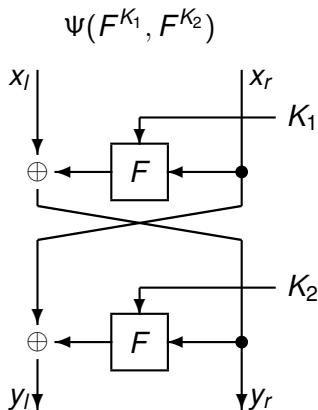 Ψ(F^{K_1}, F^{K_2})
x_l x_r
K_1
F
K_2
F
y_l y_r